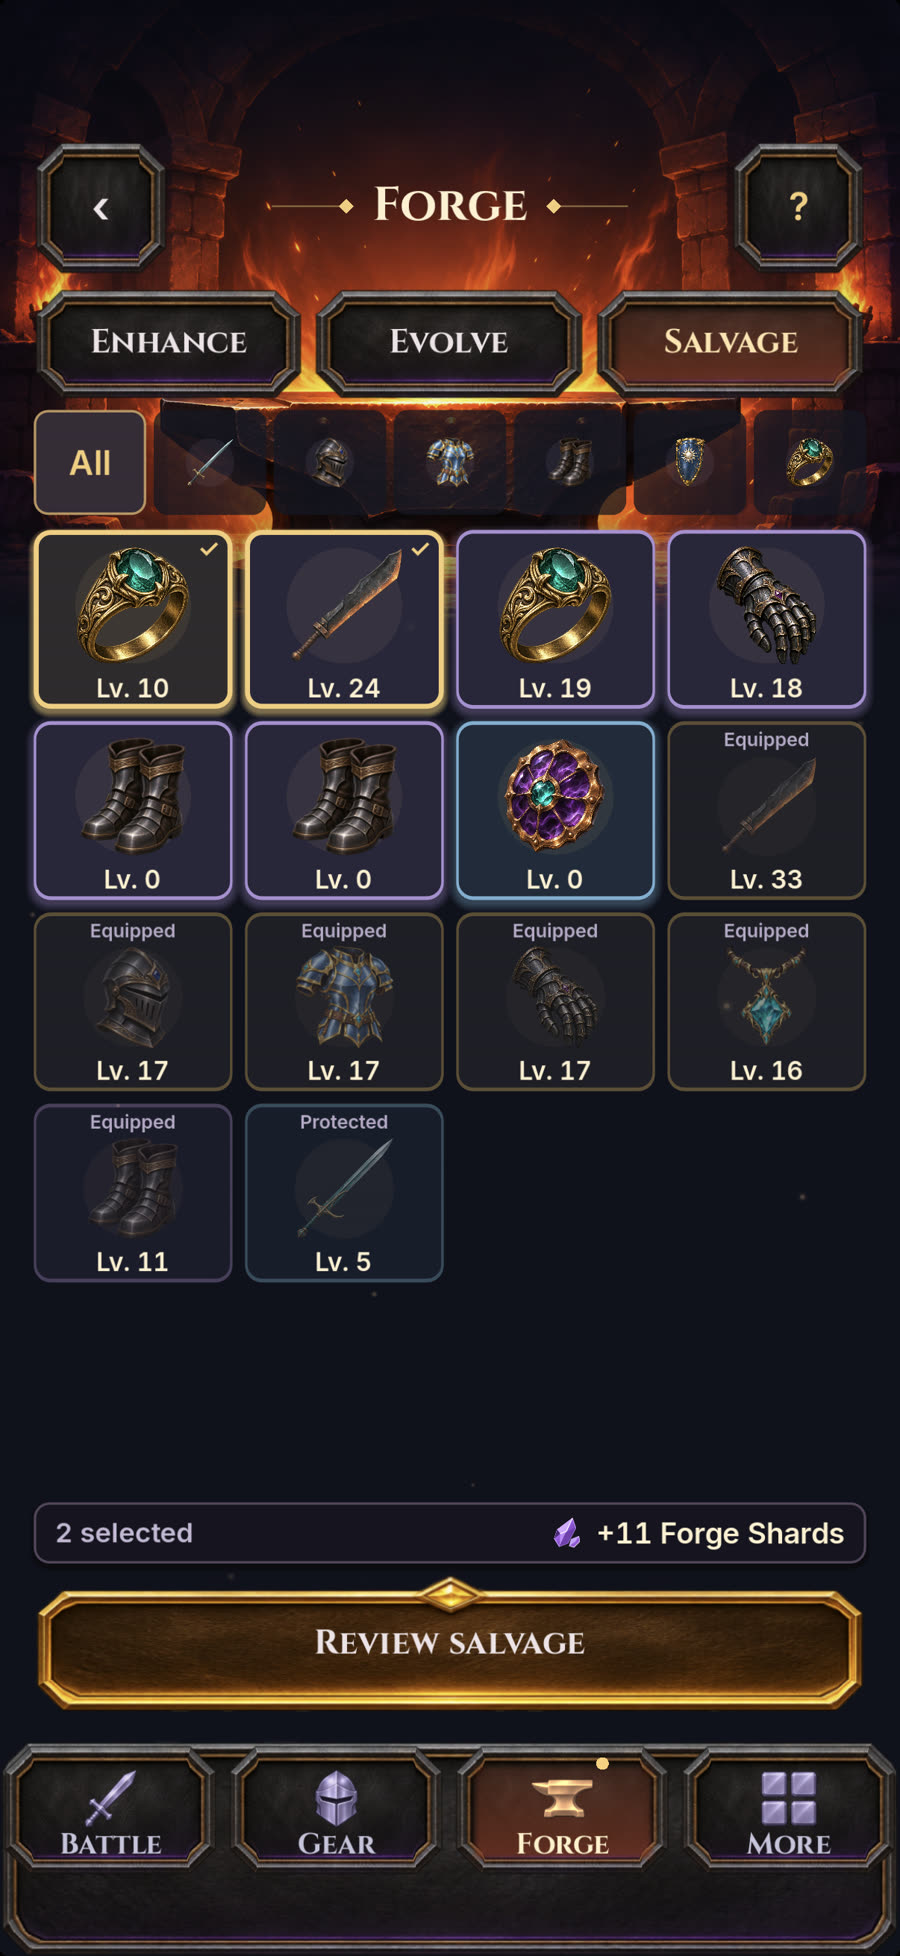 ‹
FORGE
?
ENHANCE
EVOLVE
SALVAGE
All
Lv. 10
Lv. 24
Lv. 19
Lv. 18
Lv. 0
Lv. 0
Lv. 0
Equipped
Lv. 33
Equipped
Lv. 17
Equipped
Lv. 17
Equipped
Lv. 17
Equipped
Lv. 16
Equipped
Lv. 11
Protected
Lv. 5
2 selected
+11 Forge Shards
REVIEW SALVAGE
BATTLE
GEAR
FORGE
MORE